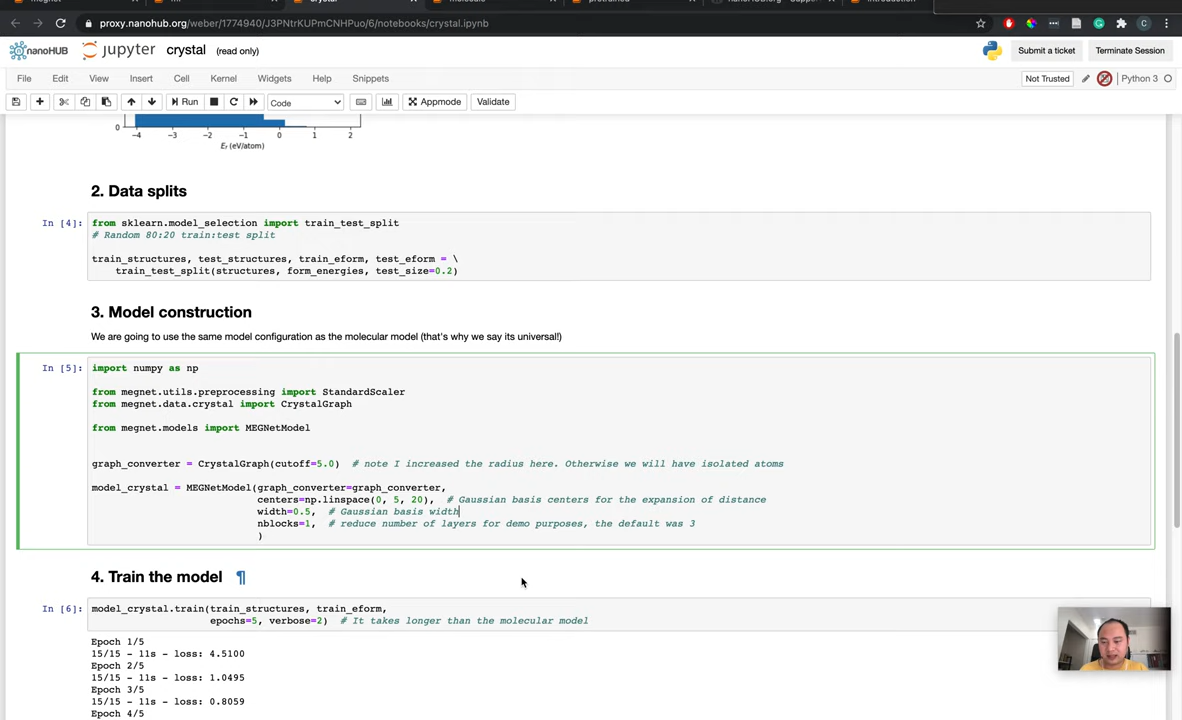 proxy.nanohub.org/weber/1774940/J3PNtrKUPmCNHPuo/6/notebooks/crystal.ipynb
nanoHUB jupyter crystal (read only) Submit a ticket Terminate Session
File Edit View Insert Cell Kernel Widgets Help Snippets Not Trusted Python 3
Run Code Appmode Validate
0
−4 −3 −2 −1 0 1 2
(eV/atom)
2. Data splits
In [4]: from sklearn.model_selection import train_test_split
# Random 80:20 train:test split
train_structures, test_structures, train_eform, test_eform = \
train_test_split(structures, form_energies, test_size=0.2)
3. Model construction
We are going to use the same model configuration as the molecular model (that's why we say its universal!)
In [5]: import numpy as np
from megnet.utils.preprocessing import StandardScaler
from megnet.data.crystal import CrystalGraph
from megnet.models import MEGNetModel
graph_converter = CrystalGraph(cutoff=5.0) # note I increased the radius here. Otherwise we will have isolated atoms
model_crystal = MEGNetModel(graph_converter=graph_converter,
centers=np.linspace(0, 5, 20), # Gaussian basis centers for the expansion of distance
width=0.5, # Gaussian basis width
nblocks=1, # reduce number of layers for demo purposes, the default was 3
)
4. Train the model ¶
In [6]: model_crystal.train(train_structures, train_eform,
epochs=5, verbose=2) # It takes longer than the molecular model
Epoch 1/5
15/15 - 11s - loss: 4.5100
Epoch 2/5
15/15 - 11s - loss: 1.0495
Epoch 3/5
15/15 - 11s - loss: 0.8059
Epoch 4/5